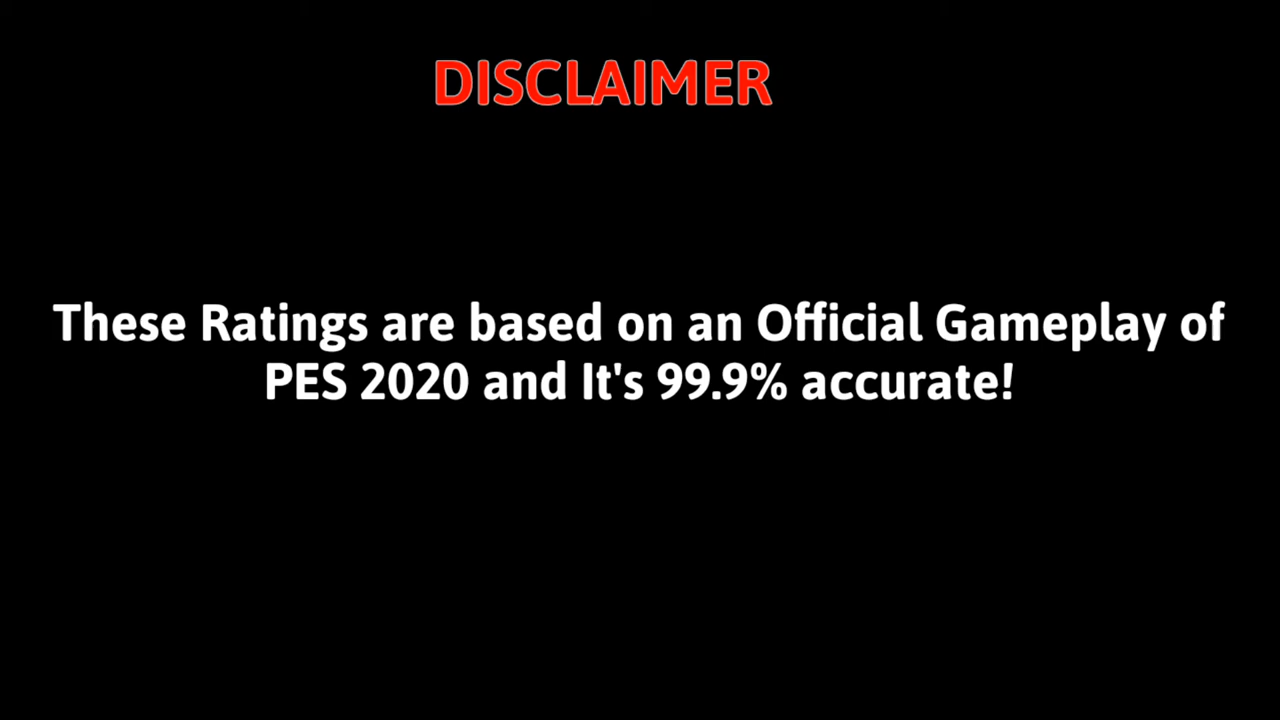 DISCLAIMER
These Ratings are based on an Official Gameplay of
PES 2020 and It's 99.9% accurate!